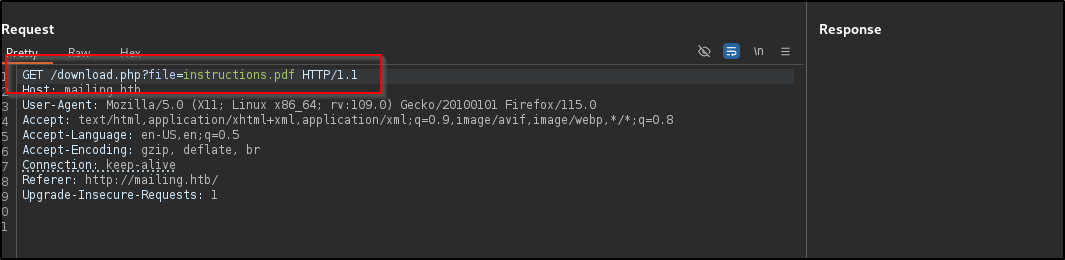 Request
Response
Pretty Raw Hex
\n
1 GET /download.php?file=instructions.pdf HTTP/1.1
2 Host: mailing.htb
3 User-Agent: Mozilla/5.0 (X11; Linux x86_64; rv:109.0) Gecko/20100101 Firefox/115.0
4 Accept: text/html,application/xhtml+xml,application/xml;q=0.9,image/avif,image/webp,*/*;q=0.8
5 Accept-Language: en-US,en;q=0.5
6 Accept-Encoding: gzip, deflate, br
7 Connection: keep-alive
8 Referer: http://mailing.htb/
9 Upgrade-Insecure-Requests: 1
0
1